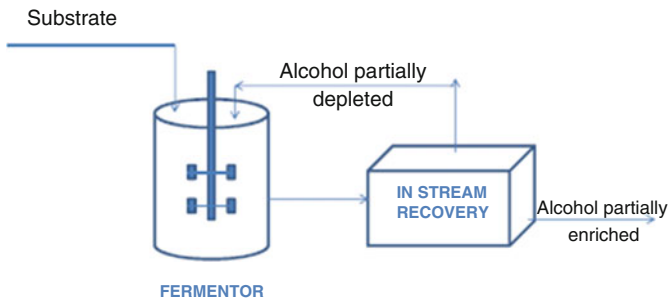 Substrate
Alcohol partially
depleted
IN STREAM
RECOVERY
Alcohol partially
enriched
FERMENTOR